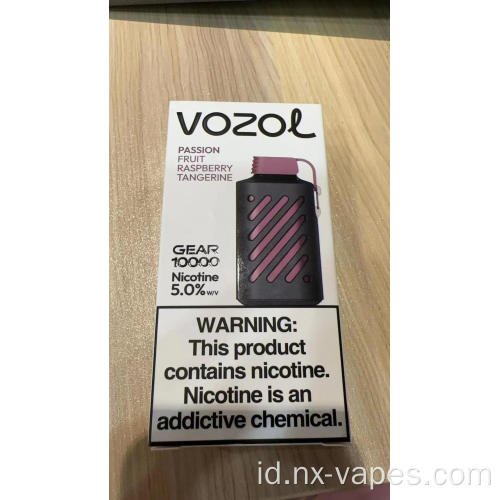 VOZOL
PASSION
FRUIT
RASPBERRY
TANGERINE
GEAR
10000
Nicotine
5.0% w/v
WARNING:
This product
contains nicotine.
Nicotine is an
addictive chemical.
id.nx-vapes.com